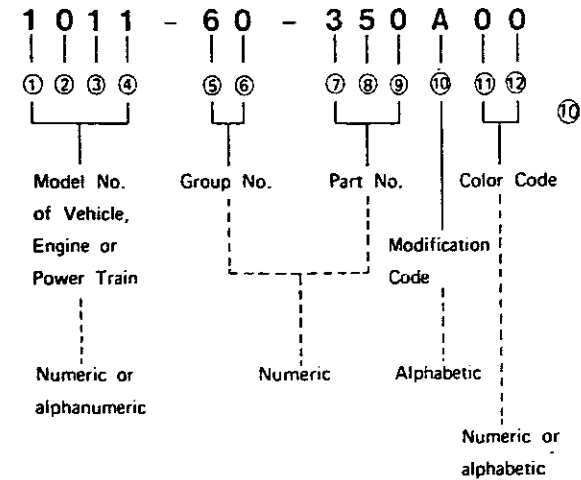 1 0 1 1 - 6 0 - 3 5 0 A 0 0
① ② ③ ④ ⑤ ⑥ ⑦ ⑧ ⑨ ⑩ ⑪ ⑫ ⑩
Model No. Group No. Part No. Color Code
of Vehicle,
Engine or Modification
Power Train Code
Numeric or Numeric Alphabetic
alphanumeric
Numeric or
alphabetic